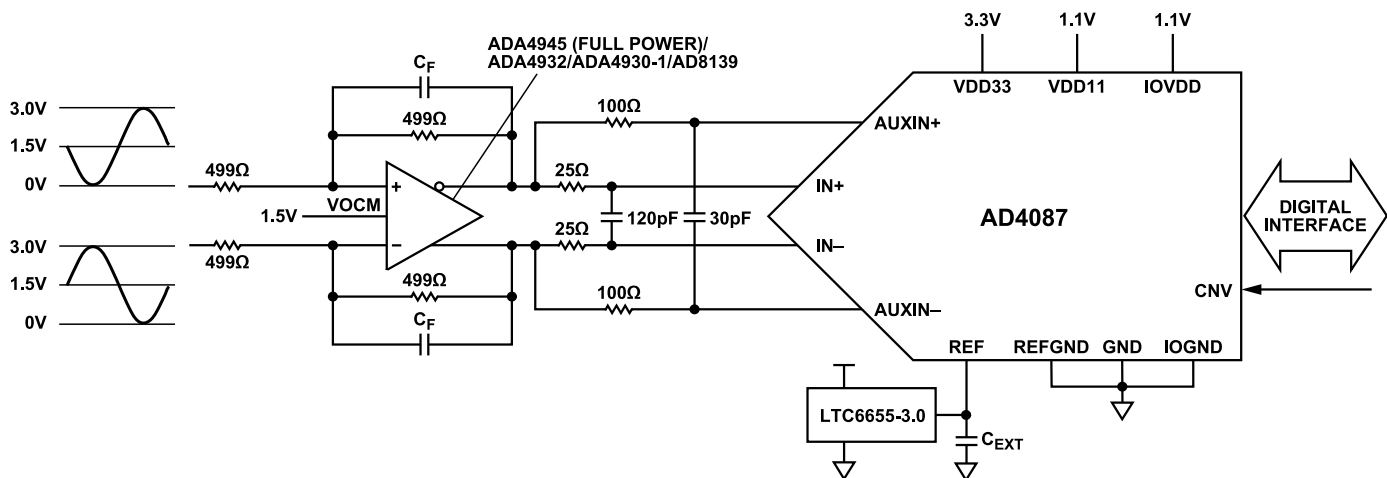 ADA4945 (FULL POWER)/
ADA4932/ADA4930-1/AD8139
3.3V
1.1V
1.1V
VDD33
VDD11
IOVDD
CF
499Ω
100Ω
AUXIN+
3.0V
1.5V
0V
499Ω
+
25Ω
IN+
VOCM
1.5V
120pF
30pF
AD4087
DIGITAL
INTERFACE
3.0V
1.5V
0V
499Ω
–
25Ω
IN–
499Ω
CF
100Ω
AUXIN–
CNV
REF
REFGND
GND
IOGND
LTC6655-3.0
CEXT